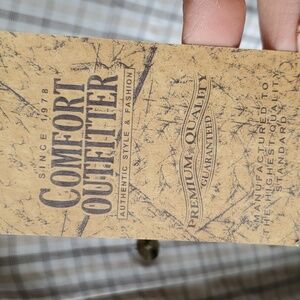 SINCE 1978
COMFORT
OUTFITTER
AUTHENTIC STYLE & FASHION
PREMIUM QUALITY
GUARANTEED
MANUFACTURED TO
THE HIGHEST QUALITY
STANDARD